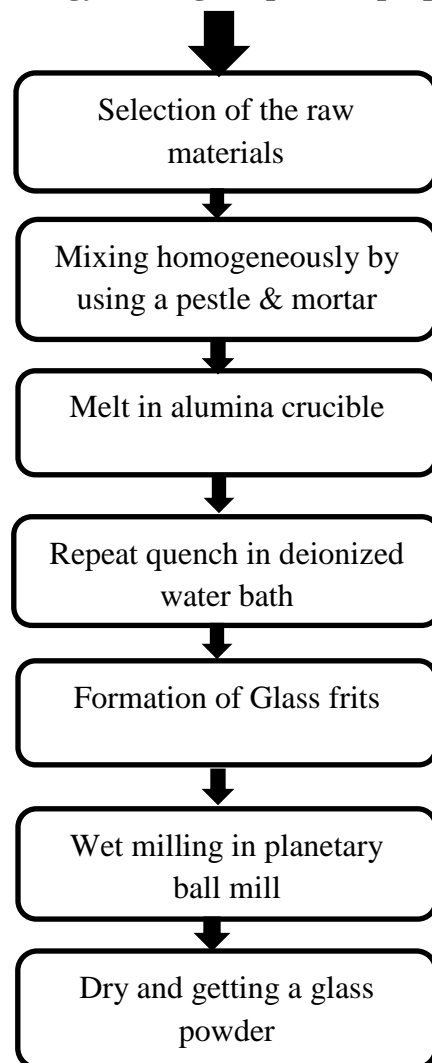 Selection of the raw
materials
Mixing homogeneously by
using a pestle & mortar
Melt in alumina crucible
Repeat quench in deionized
water bath
Formation of Glass frits
Wet milling in planetary
ball mill
Dry and getting a glass
powder